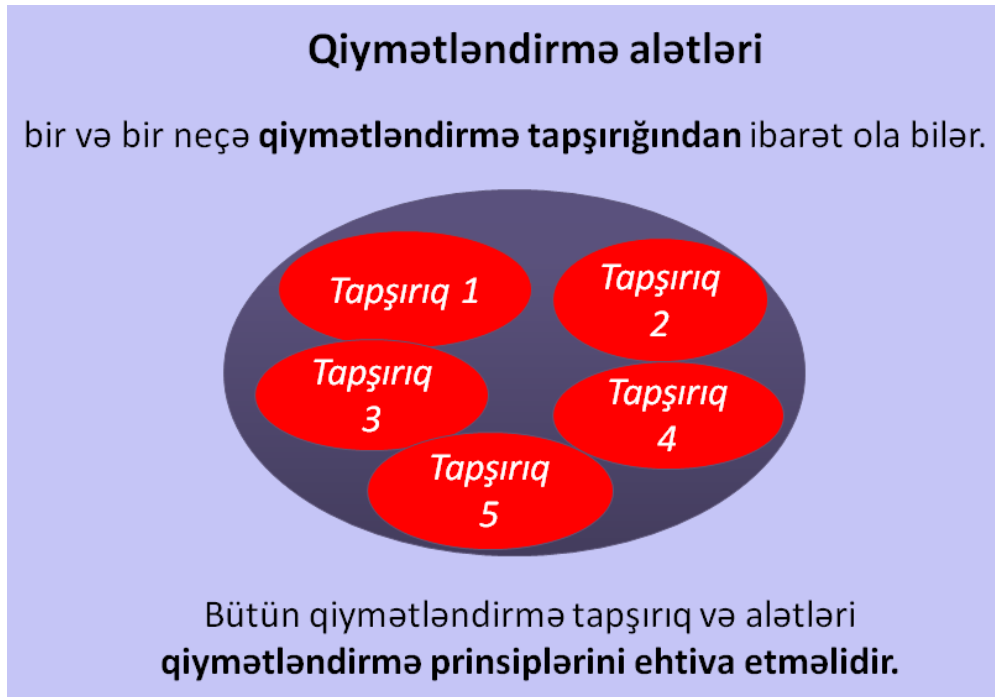 Qiymətləndirmə alətləri
bir və bir neçə qiymətləndirmə tapşırığından ibarət ola bilər.
Tapşırıq 1
Tapşırıq
2
Tapşırıq
3
Tapşırıq
4
Tapşırıq
5
Bütün qiymətləndirmə tapşırıq və alətləri
qiymətləndirmə prinsiplərini ehtiva etməlidir.